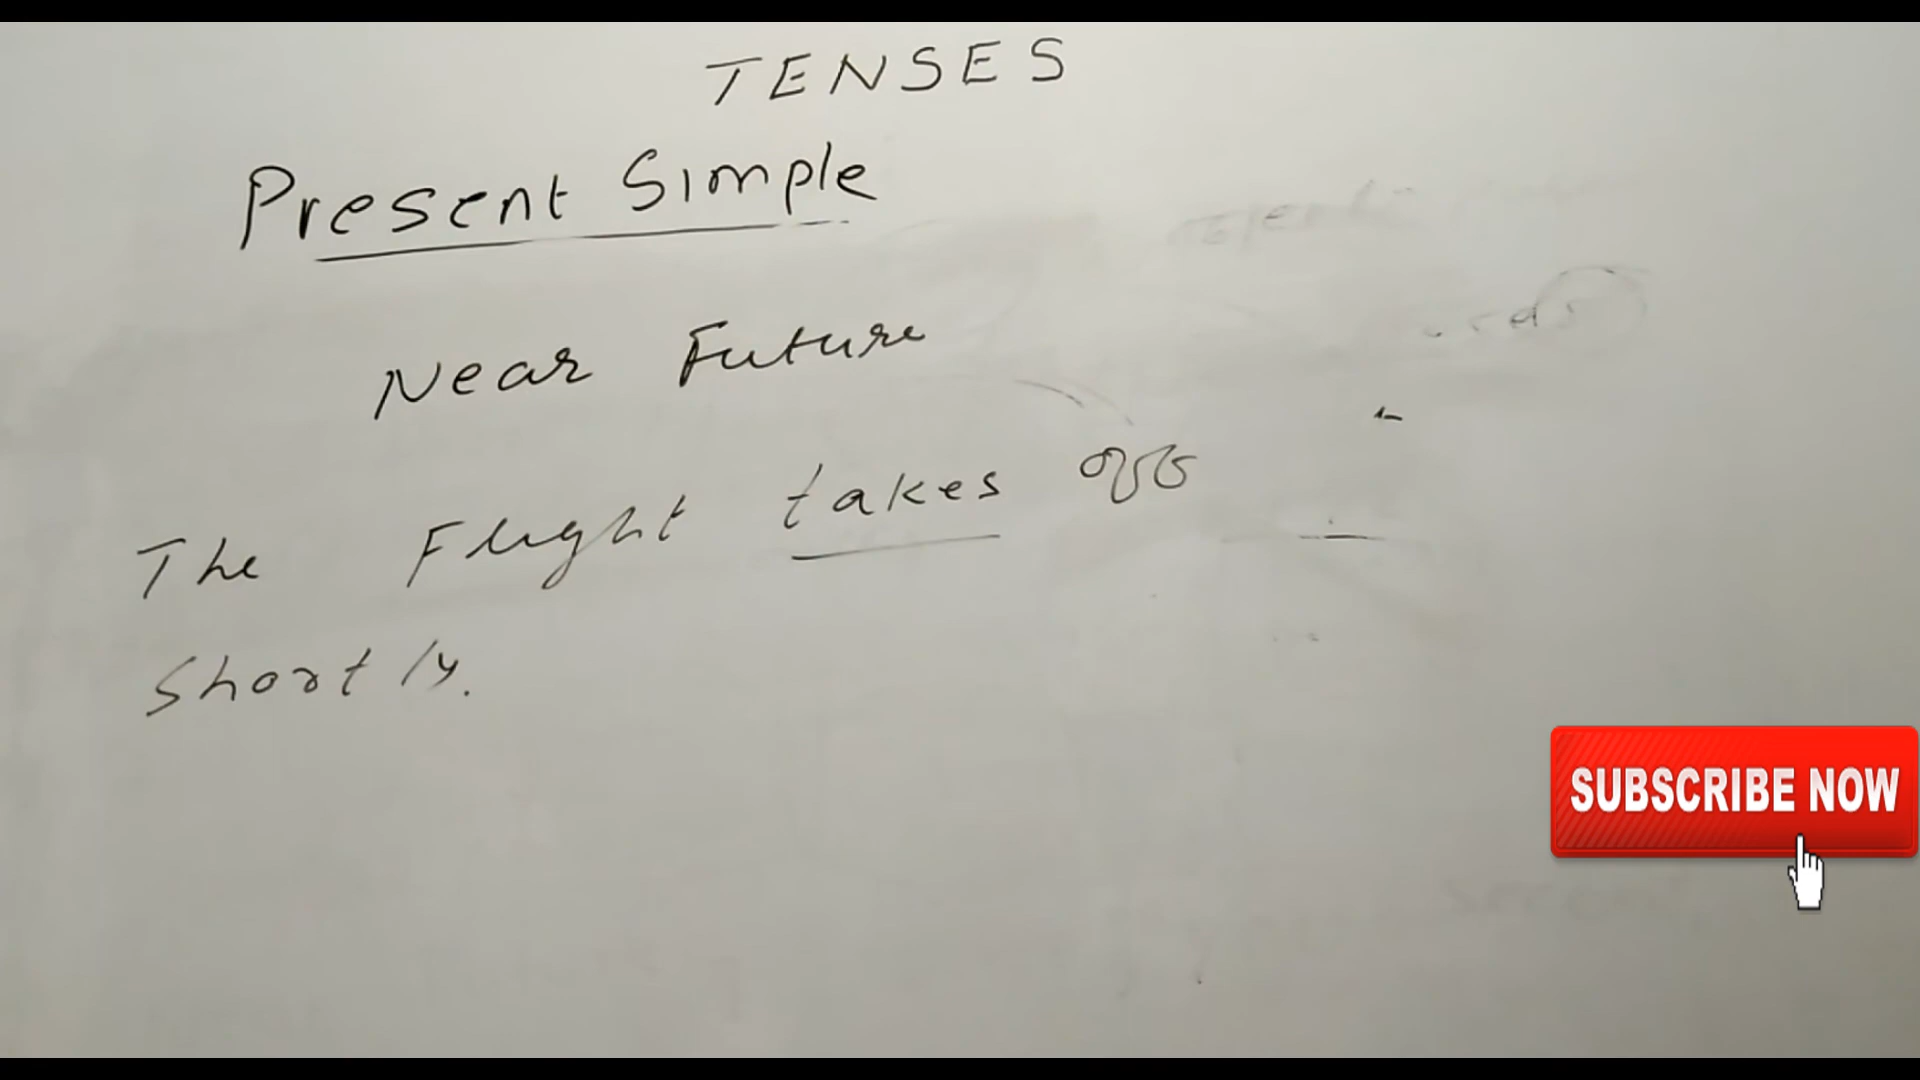 TENSES
Present Simple
Near Future
The Flight takes off
shortly.
SUBSCRIBE NOW